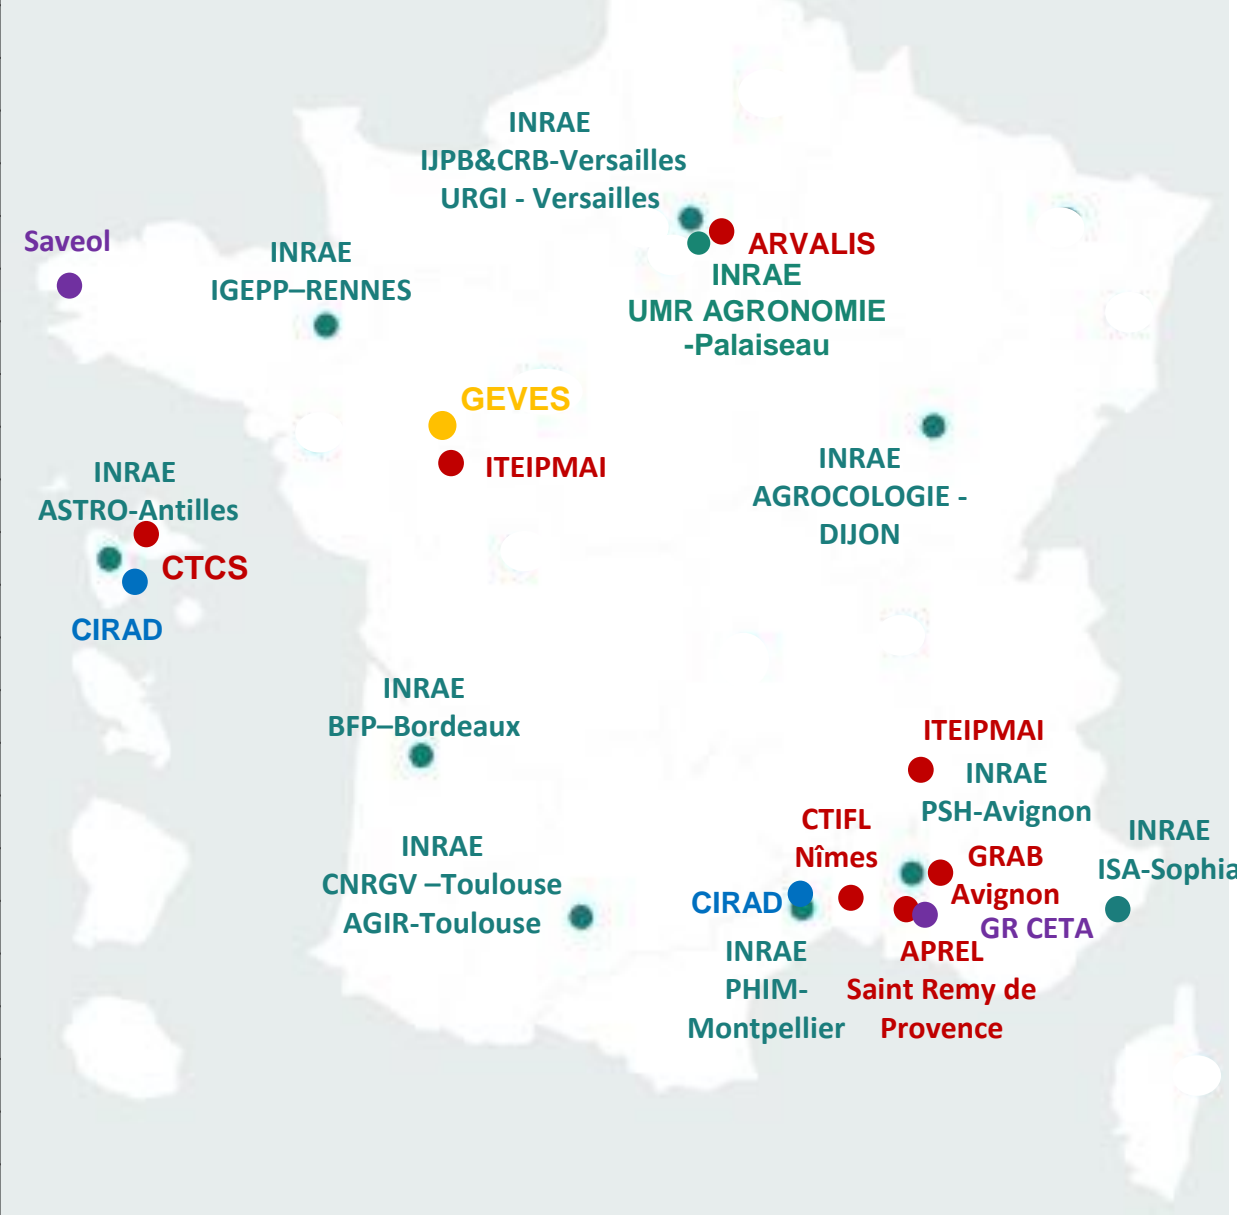 INRAE
IJPB&CRB-Versailles
URGI - Versailles
Saveol
INRAE
IGEPP–RENNES
ARVALIS
INRAE
UMR AGRONOMIE
-Palaiseau
GEVES
ITEIPMAI
INRAE
AGROCOLOGIE -
DIJON
INRAE
ASTRO-Antilles
CTCS
CIRAD
INRAE
BFP–Bordeaux
ITEIPMAI
INRAE
PSH-Avignon
CTIFL
Nîmes
INRAE
ISA-Sophia
GRAB
Avignon
INRAE
CNRGV –Toulouse
AGIR-Toulouse
CIRAD
GR CETA
INRAE
PHIM-
Montpellier
APREL
Saint Remy de
Provence